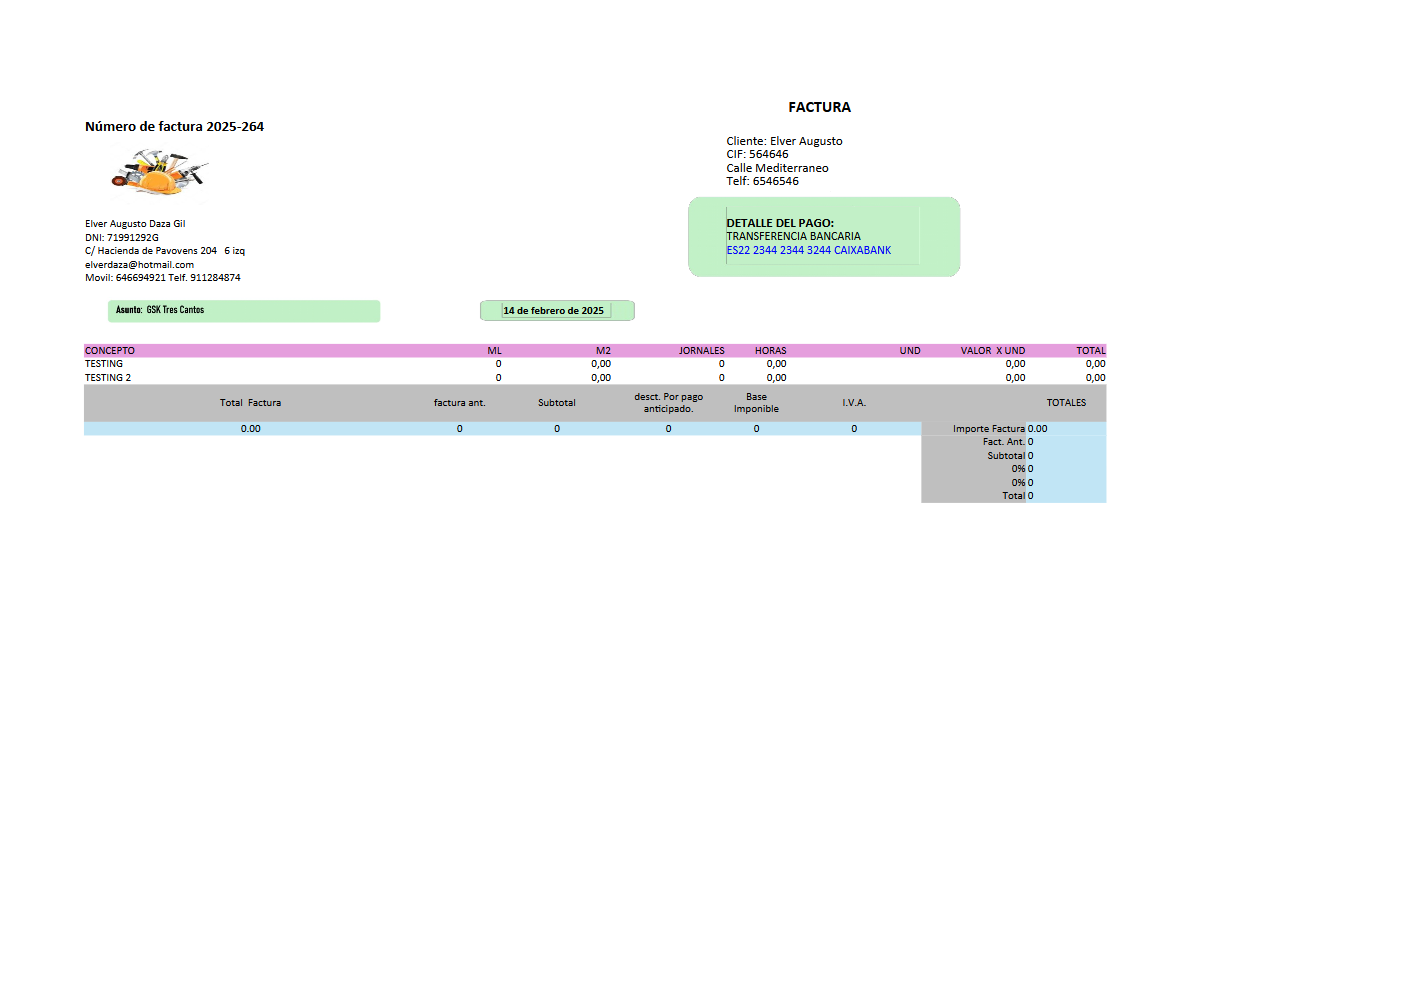 FACTURA
Número de factura 2025-264
Cliente: Elver Augusto
CIF: 564646
Calle Mediterraneo
Telf: 6546546
Elver Augusto Daza Gil
DNI: 71991292G
C/ Hacienda de Pavovens 204   6 izq
elverdaza@hotmail.com
Movil: 646694921 Telf. 911284874
DETALLE DEL PAGO:
TRANSFERENCIA BANCARIA
ES22 2344 2344 3244 CAIXABANK
Asunto: GSK Tres Cantos
14 de febrero de 2025
CONCEPTO ML M2 JORNALES HORAS UND VALOR X UND TOTAL
TESTING 0 0,00 0 0,00 0,00 0,00
TESTING 2 0 0,00 0 0,00 0,00 0,00
Total Factura factura ant. Subtotal desct. Por pago anticipado. Base Imponible I.V.A. TOTALES
0.00 0 0 0 0 0 Importe Factura 0.00
Fact. Ant. 0
Subtotal 0
0% 0
0% 0
Total 0